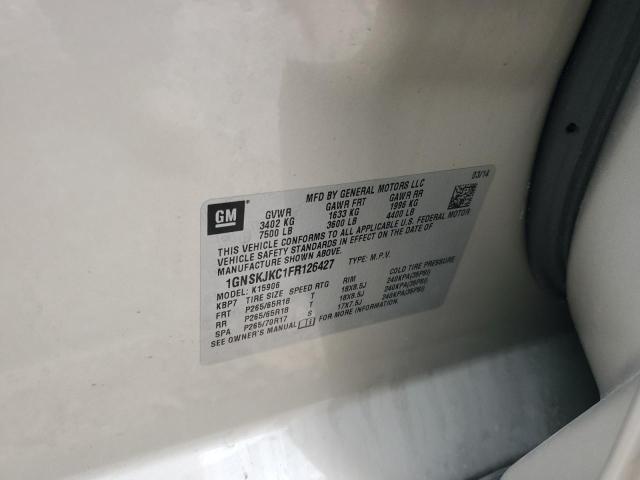 GM
MFD BY GENERAL MOTORS LLC 03/14
GVWR GAWR FRT GAWR RR
3402 KG 1633 KG 1996 KG
7500 LB 3600 LB 4400 LB
THIS VEHICLE CONFORMS TO ALL APPLICABLE U.S. FEDERAL MOTOR
VEHICLE SAFETY STANDARDS IN EFFECT ON THE DATE OF
MANUFACTURE SHOWN ABOVE.
1GNSKJKC1FR126427 TYPE: M.P.V.
MODEL: K15906
KBP7 TIRE SIZE SPEED RTG RIM COLD TIRE PRESSURE
FRT P265/65R18 T 18X8.5J 240KPA(35PSI)
RR P265/65R18 T 18X8.5J 240KPA(35PSI)
SPA P265/70R17 S 17X7.5J 240KPA(35PSI)
SEE OWNER'S MANUAL